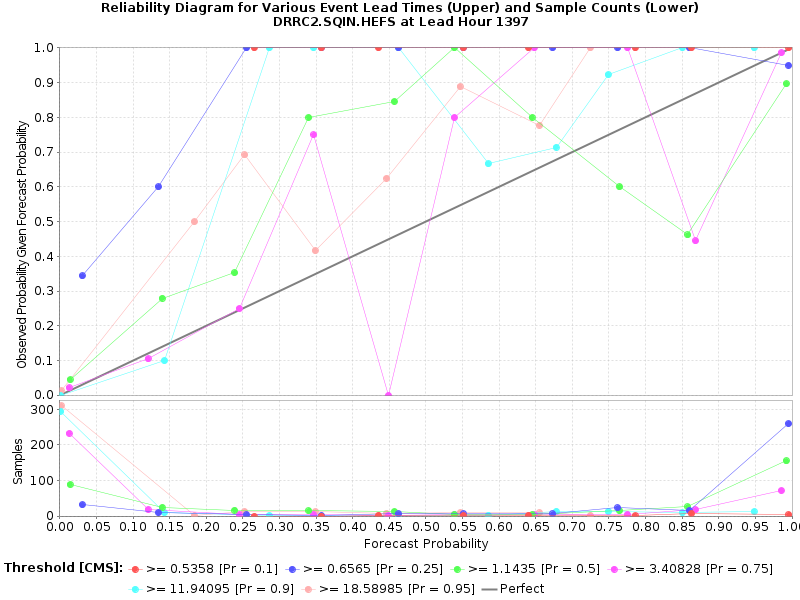 Reliability Diagram for Various Event Lead Times (Upper) and Sample Counts (Lower)
DRRC2.SQIN.HEFS at Lead Hour 1397
Observed Probability Given Forecast Probability
1.0
0.9
0.8
0.7
0.6
0.5
0.4
0.3
0.2
0.1
0.0
Samples
300
200
100
0
0.00 0.05 0.10 0.15 0.20 0.25 0.30 0.35 0.40 0.45 0.50 0.55 0.60 0.65 0.70 0.75 0.80 0.85 0.90 0.95 1.00
Forecast Probability
Threshold [CMS]: >= 0.5358 [Pr = 0.1] >= 0.6565 [Pr = 0.25] >= 1.1435 [Pr = 0.5] >= 3.40828 [Pr = 0.75]
>= 11.94095 [Pr = 0.9] >= 18.58985 [Pr = 0.95] Perfect